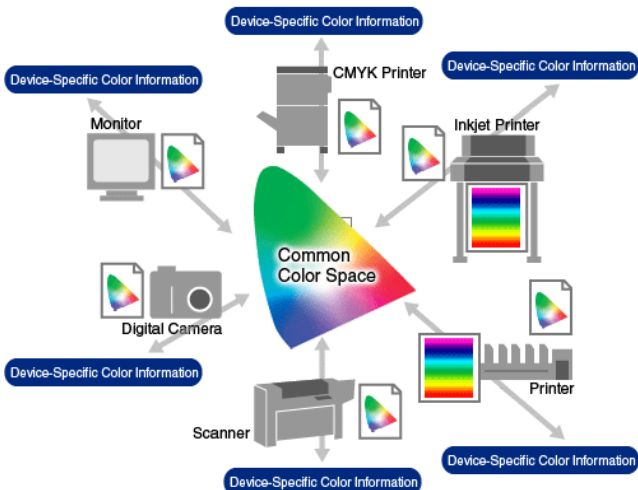 Device-Specific Color Information
CMYK Printer
Device-Specific Color Information
Device-Specific Color Information
Monitor
Inkjet Printer
Common
Color Space
Digital Camera
Device-Specific Color Information
Printer
Scanner
Device-Specific Color Information
Device-Specific Color Information